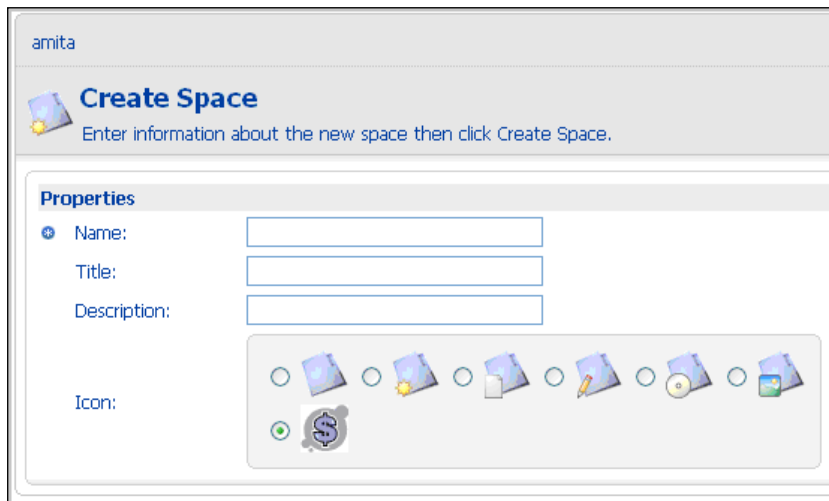 amita
Create Space
Enter information about the new space then click Create Space.
Properties
Name:
Title:
Description:
Icon:
$